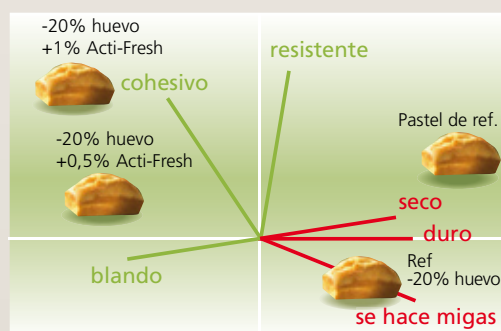 -20% huevo
+1% Acti-Fresh
cohesivo
resistente
-20% huevo
+0,5% Acti-Fresh
Pastel de ref.
seco
duro
blando
Ref
-20% huevo
se hace migas